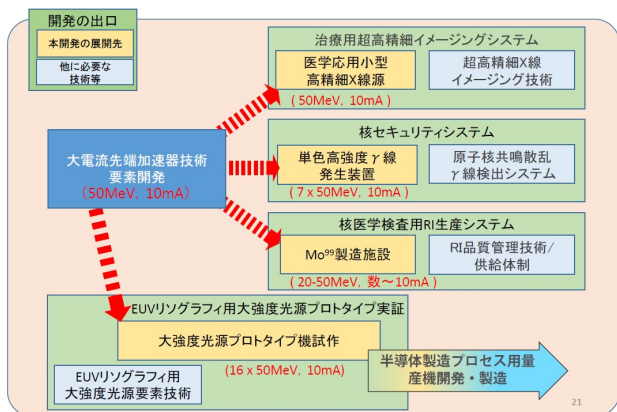 開発の出口
本開発の展開先
他に必要な
技術等
治療用超高精細イメージングシステム
医学応用小型
高精細X線源
超高精細X線
イメージング技術
(50MeV, 10mA)
大電流先端加速器技術
要素開発
(50MeV, 10mA)
核セキュリティシステム
単色高強度γ線
発生装置
原子核共鳴散乱
γ線検出システム
(7 x 50MeV, 10mA)
核医学検査用RI生産システム
Mo⁹⁹製造施設
RI品質管理技術/
供給体制
(20-50MeV, 数～10mA)
EUVリソグラフィ用大強度光源プロトタイプ実証
大強度光源プロトタイプ機試作
(16 x 50MeV, 10mA)
EUVリソグラフィ用
大強度光源要素技術
半導体製造プロセス用量
産機開発・製造
21